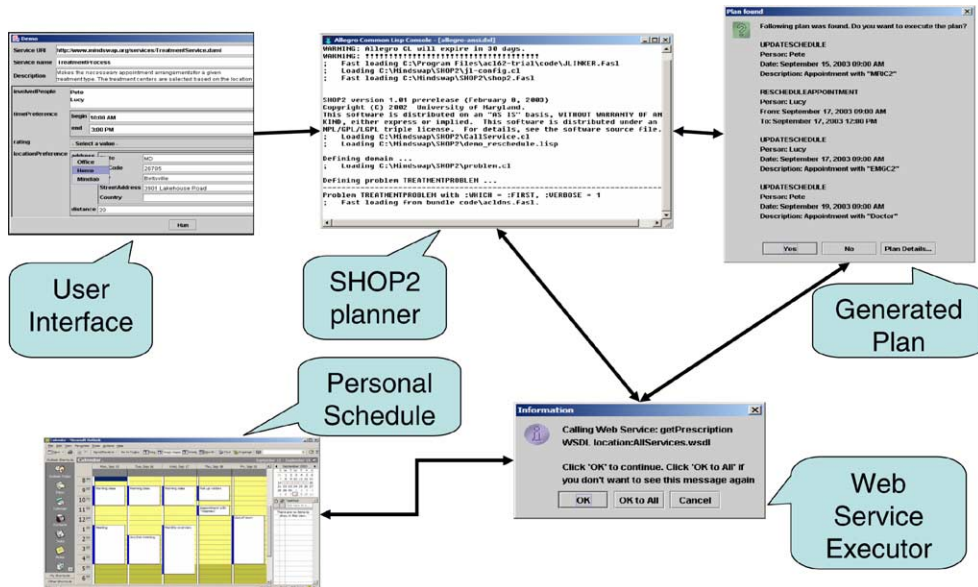 Demo
Service URI http://www.mindswap.org/services/TreatmentService.daml
Service name TreatmentProcess
Description Makes the necessearn appointment arrangements for a given
treatment type. The treatment centers are selected based on the location
involvedPeople Pete
Lucy
timePreference begin 10:00 AM
end 3:00 PM
rating - Select a value -
locationPreference
Office
Home
MD
Code 20705
Beltsville
StreetAddress 3901 Lakehouse Road
Country
distance 20
Run
User
Interface
Allegro Common Lisp Console
WARNING: Allegro CL will expire in 30 days.
; Fast loading C:\Program Files\acl62-trial\code\JLINKER.fasl
; Loading C:\Mindswap\SHOP2\jl-config.cl
; Fast loading C:\Mindswap\SHOP2\shop2.fasl
SHOP2 version 1.01 prerelease (February 8, 2003)
Copyright (C) 2002 University of Maryland.
This software is distributed on an "AS IS" basis, WITHOUT WARRANTY OF AN
KIND, either express or implied. This software is distributed under an
MPL/GPL/LGPL triple license. For details, see the software source file.
; Loading C:\Mindswap\SHOP2\CallService.cl
; Loading C:\Mindswap\SHOP2\demo_reschedule.lisp
Defining domain ...
; Loading C:\Mindswap\SHOP2\problem.cl
Defining problem TREATMENTPROBLEM ...
Problem TREATMENTPROBLEM with :WHICH = :FIRST, :VERBOSE = 1
; Fast loading from bundle code\acldns.fasl.
SHOP2
planner
Plan found
Following plan was found. Do you want to execute the plan?
UPDATESCHEDULE
Person: Pete
Date: September 15, 2003 09:00 AM
Description: Appointment with "MRIC2"
RESCHEDULEAPPOINTMENT
Person: Lucy
From: September 17, 2003 09:00 AM
To: September 17, 2003 12:00 PM
UPDATESCHEDULE
Person: Lucy
Date: September 17, 2003 09:00 AM
Description: Appointment with "EMGC2"
UPDATESCHEDULE
Person: Pete
Date: September 19, 2003 09:00 AM
Description: Appointment with "Doctor"
Yes No Plan Details...
Generated
Plan
Personal
Schedule
Calendar
Information
Calling Web Service: getPrescription
WSDL location:AllServices.wsdl
Click 'OK' to continue. Click 'OK to All' if
you don't want to see this message again
OK OK to All Cancel
Web
Service
Executor